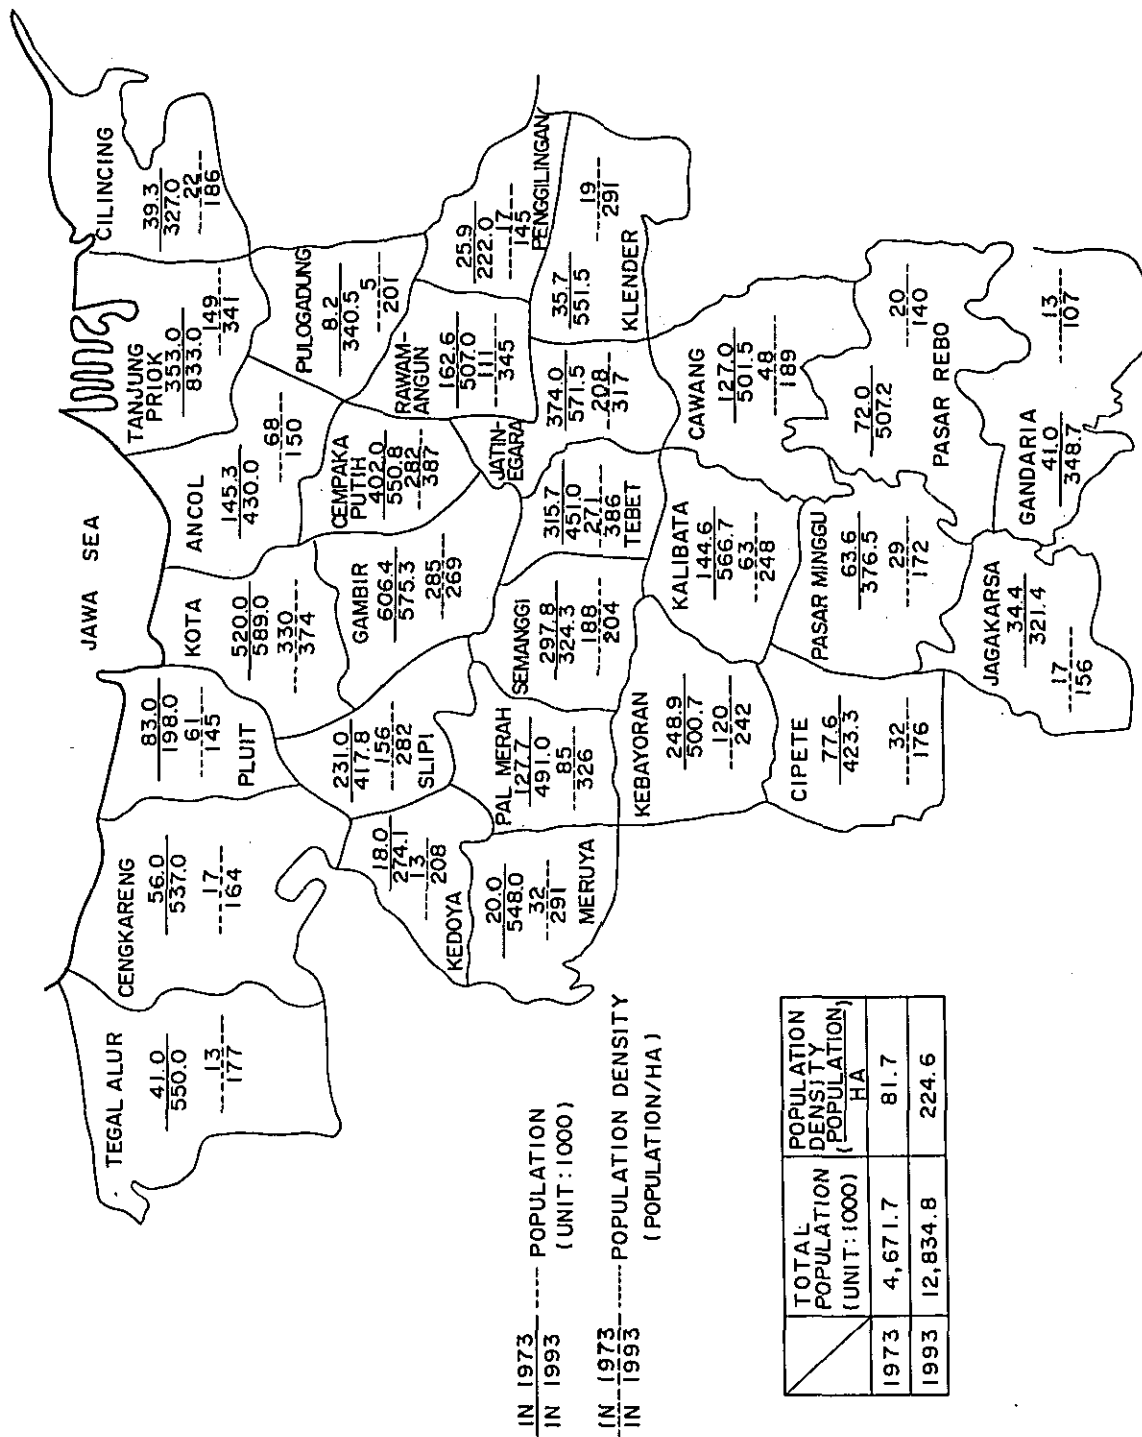 JAWA SEA
TEGAL ALUR
41.0
550.0
13
177
CENGKARENG
56.0
537.0
17
164
PLUIT
83.0
198.0
61
145
KOTA
520.0
589.0
330
374
ANCOL
145.3
430.0
68
150
TANJUNG
PRIOK
353.0
833.0
149
341
CILINCING
39.3
327.0
22
186
PULOGADUNG
8.2
340.5
5
201
CEMPAKA
PUTIH
402.0
550.8
282
387
RAWAM-
ANGUN
162.6
507.0
111
345
25.9
222.0
17
145
PENGGILINGAN
GAMBIR
606.4
575.3
285
269
231.0
417.8
156
282
SLIPI
18.0
274.1
13
208
KEDOYA
20.0
548.0
32
291
MERUYA
PAL MERAH
127.7
491.0
85
326
SEMANGGI
297.8
324.3
188
204
315.7
451.0
271
386
TEBET
JATIN-
EGARA
374.0
571.5
208
317
35.7
551.5
19
291
KLENDER
KEBAYORAN
248.9
500.7
120
242
KALIBATA
144.6
566.7
63
248
CAWANG
127.0
501.5
48
189
CIPETE
77.6
423.3
32
176
PASAR MINGGU
63.6
376.5
29
172
72.0
507.2
20
140
PASAR REBO
JAGAKARSA
34.4
321.4
17
156
GANDARIA
41.0
348.7
13
107
IN 1973 ---- POPULATION
IN 1993 (UNIT:1000)
IN 1973 ---- POPULATION DENSITY
IN 1993 (POPULATION/HA)
TOTAL POPULATION (UNIT:1000) POPULATION DENSITY (POPULATION/HA)
1973 4,671.7 81.7
1993 12,834.8 224.6